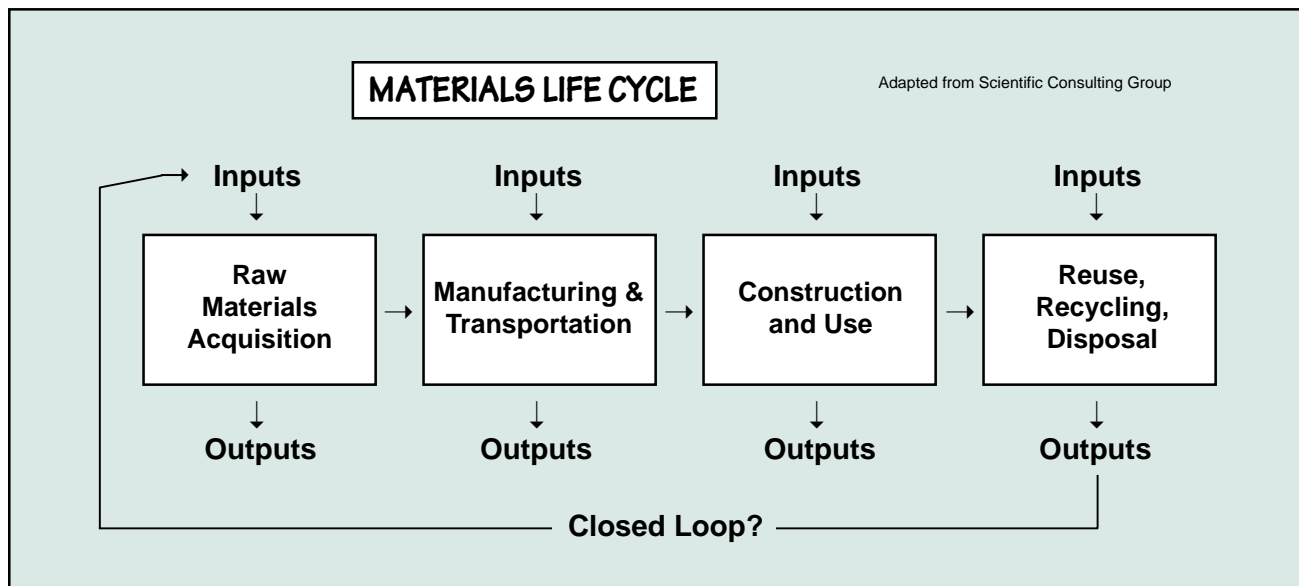 MATERIALS LIFE CYCLE
Adapted from Scientific Consulting Group
Inputs
Inputs
Inputs
Inputs
Raw
Materials
Acquisition
Manufacturing &
Transportation
Construction
and Use
Reuse,
Recycling,
Disposal
Outputs
Outputs
Outputs
Outputs
Closed Loop?